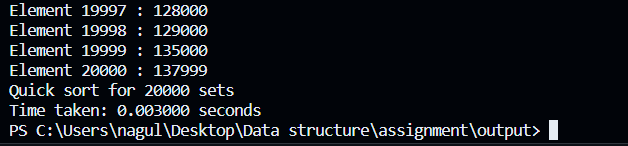 Element 19997 : 128000
Element 19998 : 129000
Element 19999 : 135000
Element 20000 : 137999
Quick sort for 20000 sets
Time taken: 0.003000 seconds
PS C:\Users\nagul\Desktop\Data structure\assignment\output>